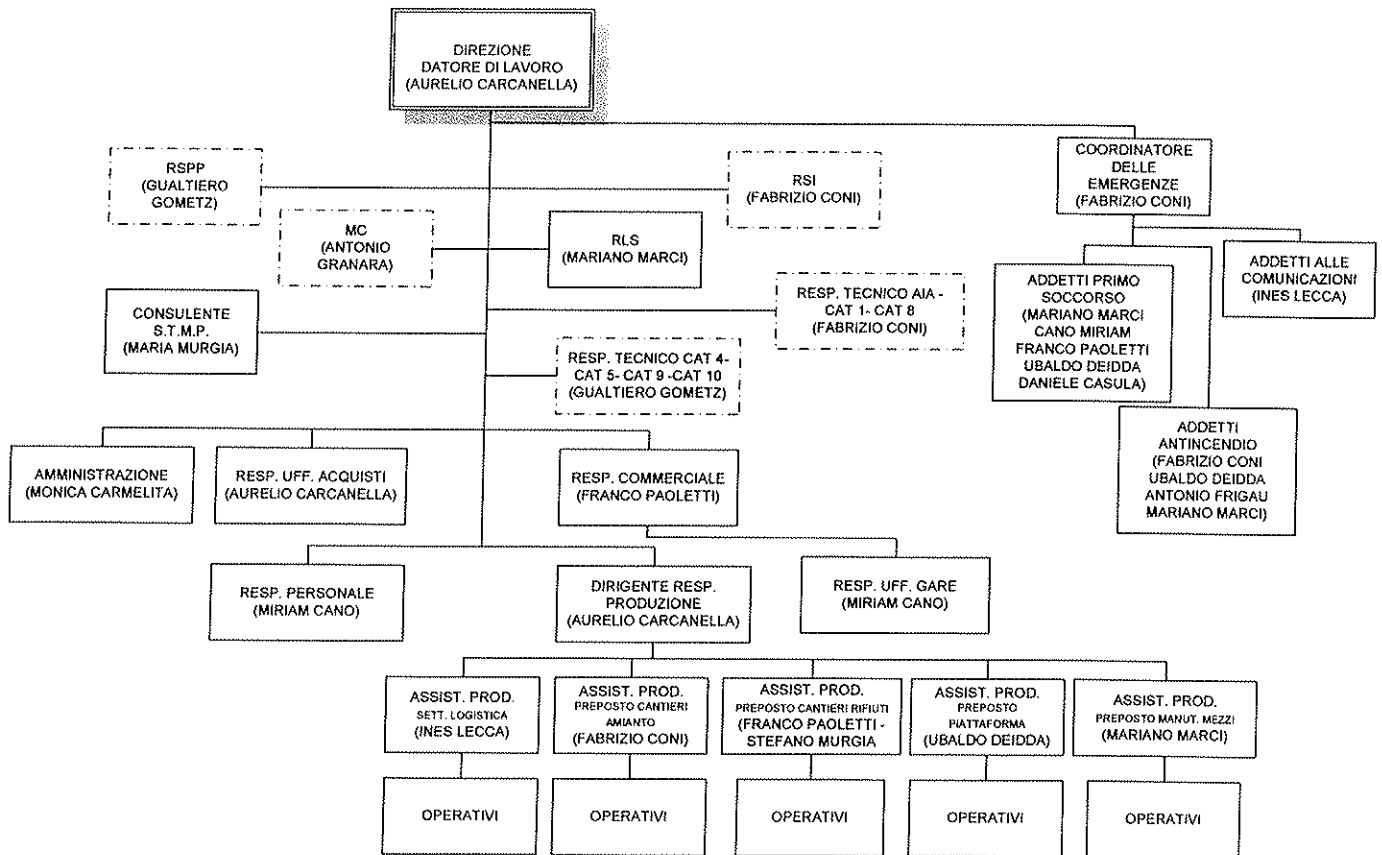 DIREZIONE
DATORE DI LAVORO
(AURELIO CARCANELLA)
RSPP
(GUALTIERO
GOMETZ)
RSI
(FABRIZIO CONI)
COORDINATORE
DELLE
EMERGENZE
(FABRIZIO CONI)
MC
(ANTONIO
GRANARA)
RLS
(MARIANO MARCI)
ADDETTI PRIMO
SOCCORSO
(MARIANO MARCI
CANO MIRIAM
FRANCO PAOLETTI
UBALDO DEIDDA
DANIELE CASULA)
ADDETTI ALLE
COMUNICAZIONI
(INES LECCA)
CONSULENTE
S.T.M.P.
(MARIA MURGIA)
RESP. TECNICO AIA -
CAT 1- CAT 8
(FABRIZIO CONI)
RESP. TECNICO CAT 4-
CAT 5- CAT 9 -CAT 10
(GUALTIERO GOMETZ)
ADDETTI
ANTINCENDIO
(FABRIZIO CONI
UBALDO DEIDDA
ANTONIO FRIGAU
MARIANO MARCI)
AMMINISTRAZIONE
(MONICA CARMELITA)
RESP. UFF. ACQUISTI
(AURELIO CARCANELLA)
RESP. COMMERCIALE
(FRANCO PAOLETTI)
RESP. PERSONALE
(MIRIAM CANO)
DIRIGENTE RESP.
PRODUZIONE
(AURELIO CARCANELLA)
RESP. UFF. GARE
(MIRIAM CANO)
ASSIST. PROD.
SETT. LOGISTICA
(INES LECCA)
ASSIST. PROD.
PREPOSTO CANTIERI
AMIANTO
(FABRIZIO CONI)
ASSIST. PROD.
PREPOSTO CANTIERI RIFIUTI
(FRANCO PAOLETTI -
STEFANO MURGIA
ASSIST. PROD.
PREPOSTO
PIATTAFORMA
(UBALDO DEIDDA)
ASSIST. PROD.
PREPOSTO MANUT. MEZZI
(MARIANO MARCI)
OPERATIVI
OPERATIVI
OPERATIVI
OPERATIVI
OPERATIVI